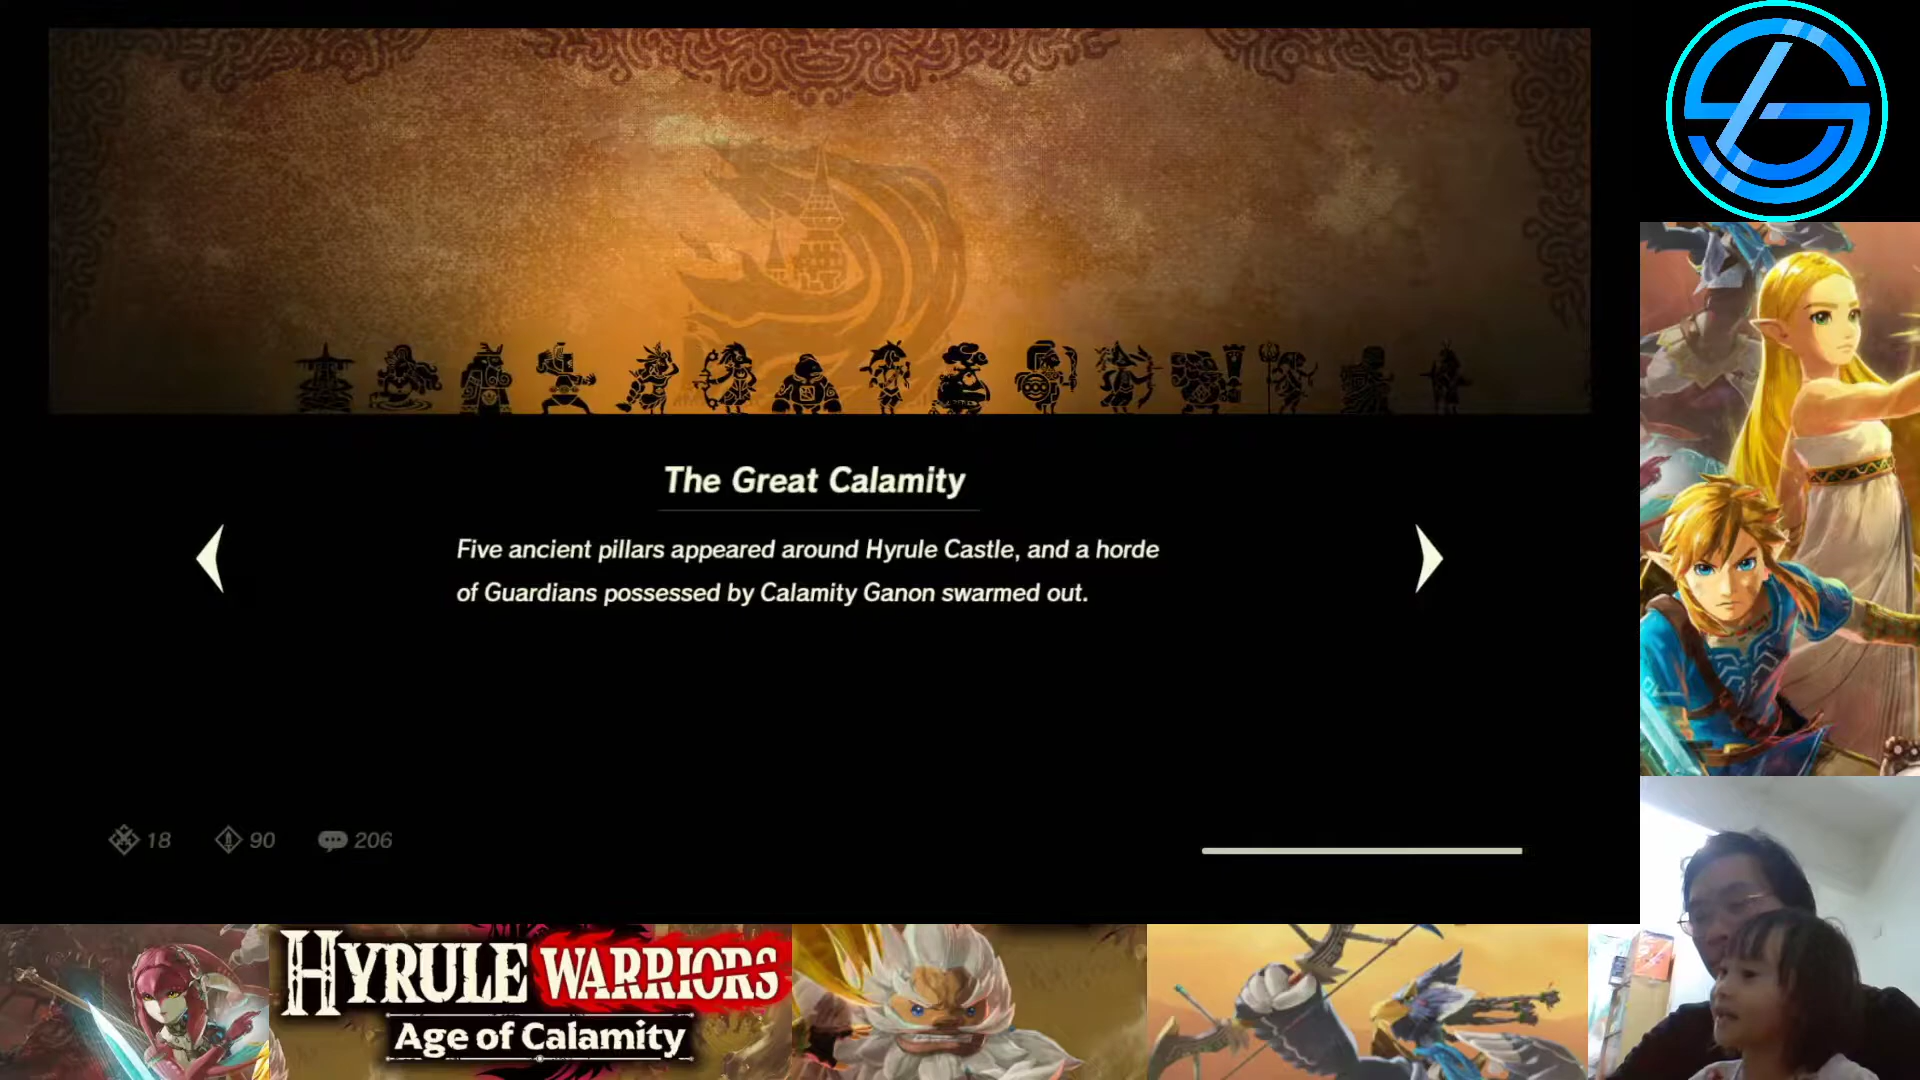 The Great Calamity
Five ancient pillars appeared around Hyrule Castle, and a horde
of Guardians possessed by Calamity Ganon swarmed out.
18 90 206
HYRULE WARRIORS
Age of Calamity